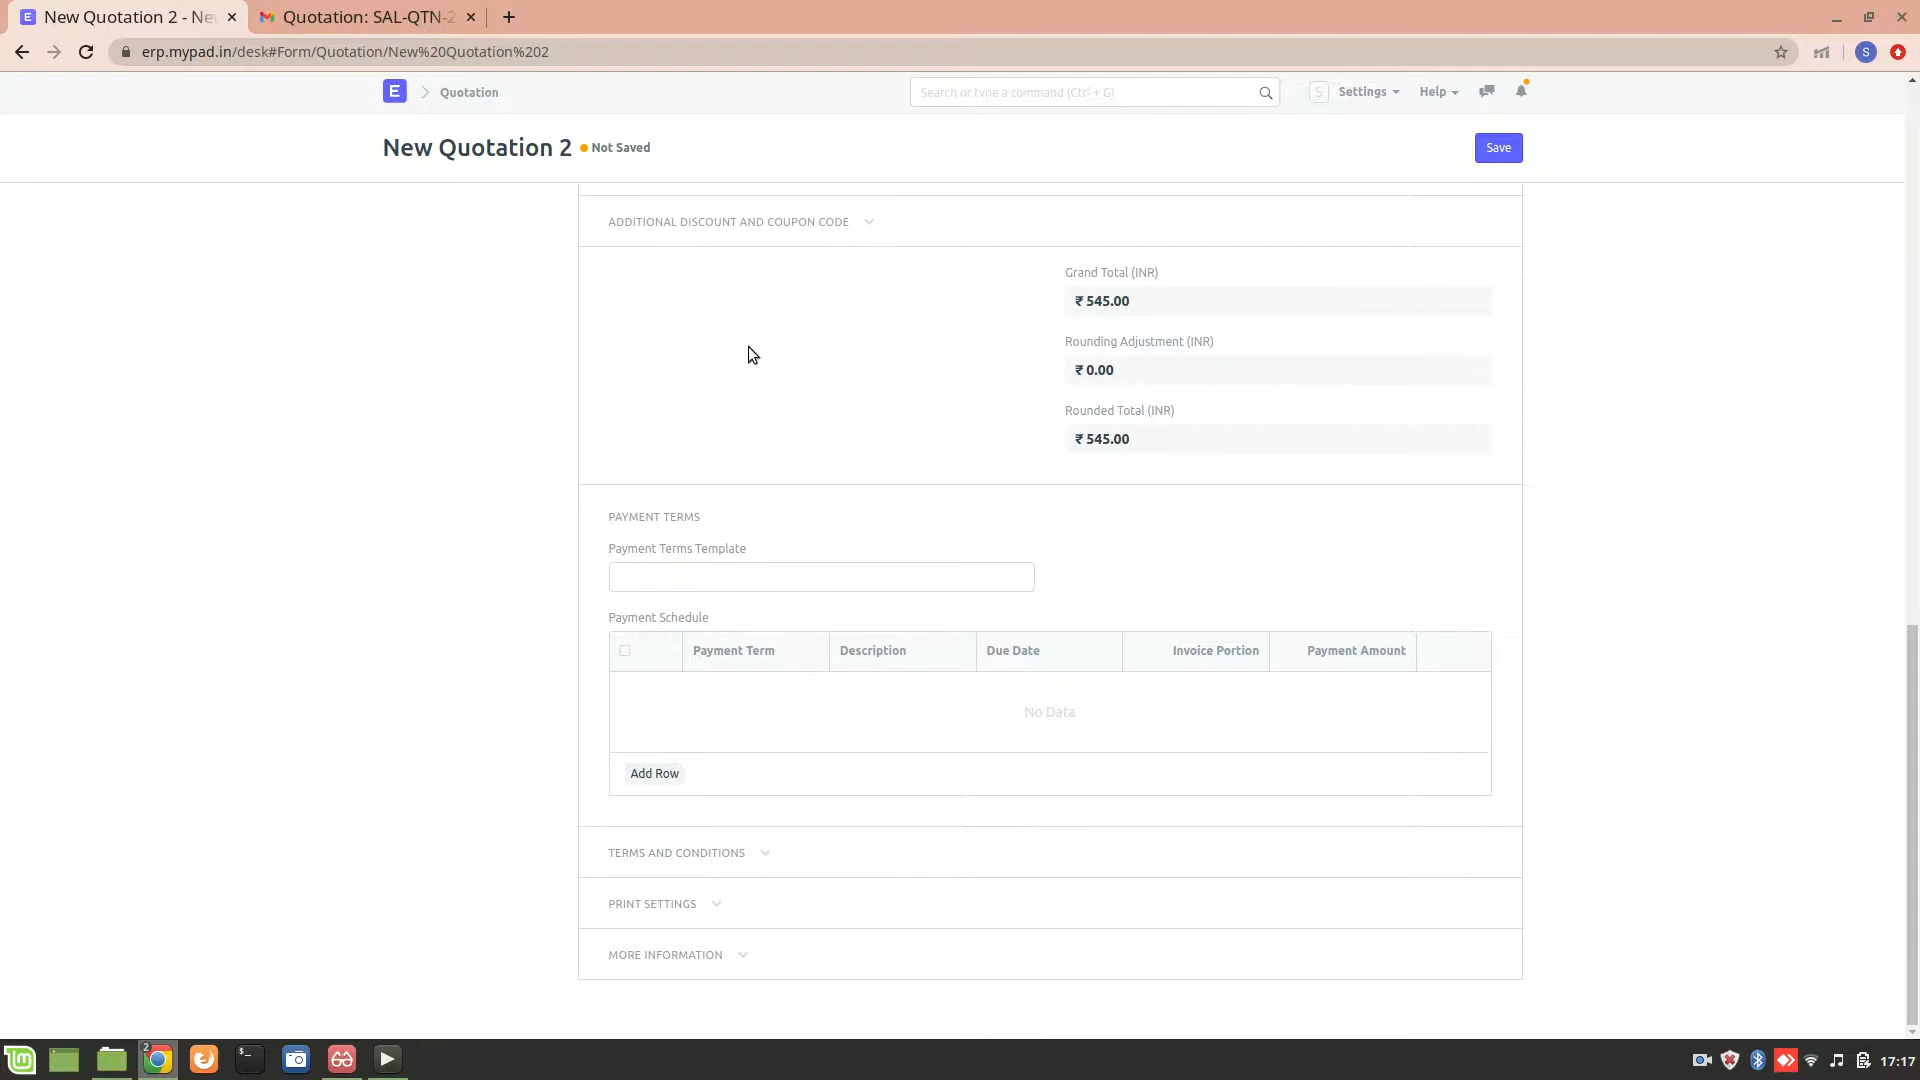 E New Quotation 2 - Ne
Quotation: SAL-QTN-2
erp.mypad.in/desk#Form/Quotation/New%20Quotation%202
S
E Quotation
Search or type a command (Ctrl + G)
S Settings
Help
New Quotation 2 Not Saved
Save
ADDITIONAL DISCOUNT AND COUPON CODE
Grand Total (INR)
₹ 545.00
Rounding Adjustment (INR)
₹ 0.00
Rounded Total (INR)
₹ 545.00
PAYMENT TERMS
Payment Terms Template
Payment Schedule
Payment Term Description Due Date Invoice Portion Payment Amount
No Data
Add Row
TERMS AND CONDITIONS
PRINT SETTINGS
MORE INFORMATION
2
17:17